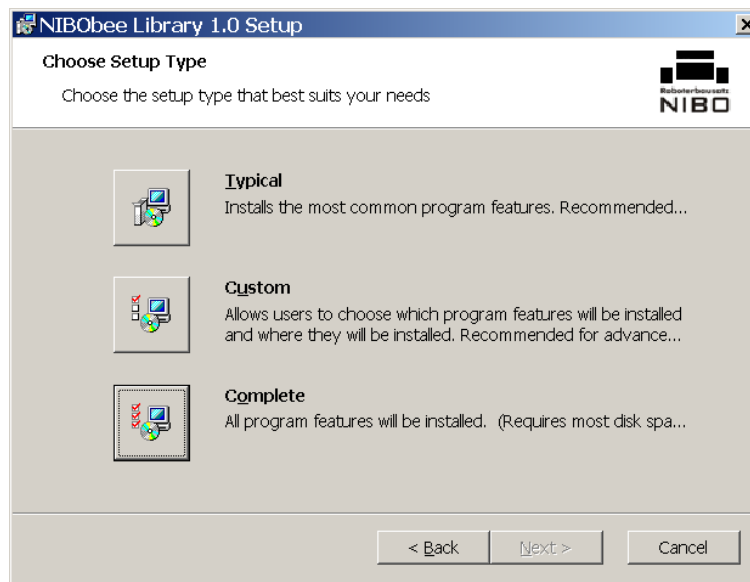 NIBObee Library 1.0 Setup
Choose Setup Type
Choose the setup type that best suits your needs
Roboterbausatz
NIBO
Typical
Installs the most common program features. Recommended...
Custom
Allows users to choose which program features will be installed
and where they will be installed. Recommended for advance...
Complete
All program features will be installed. (Requires most disk spa...
< Back
Next >
Cancel